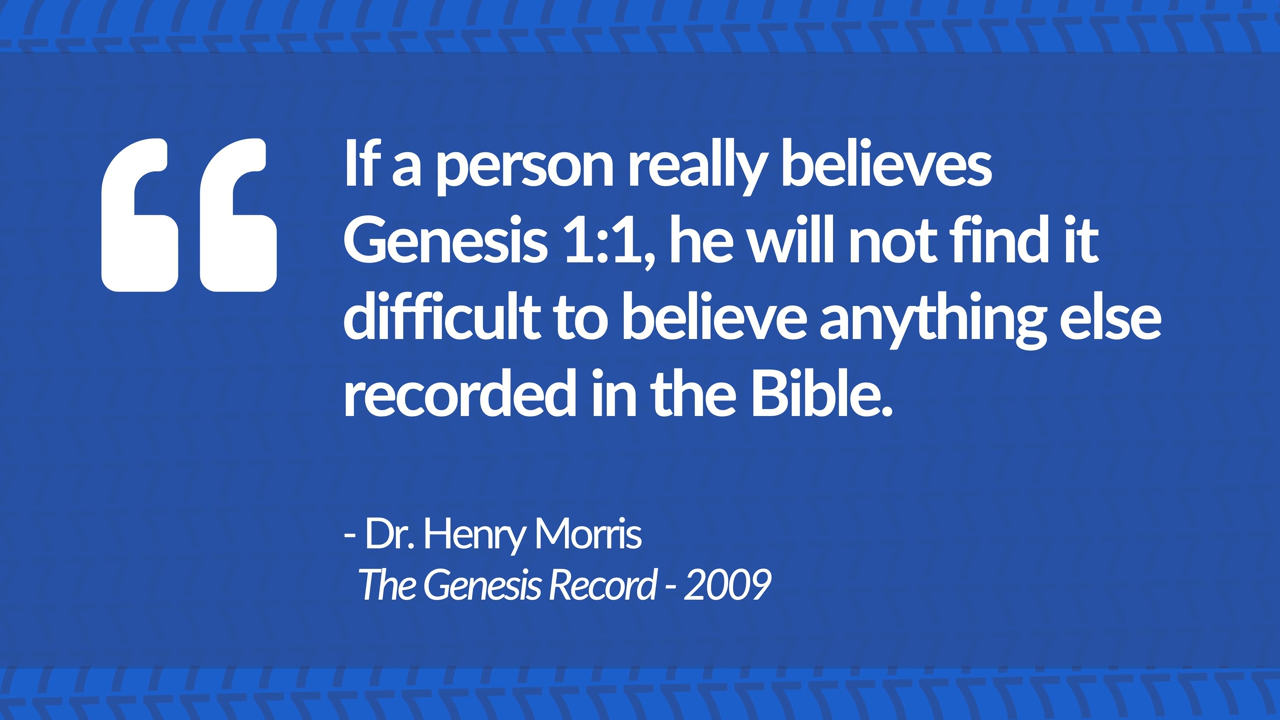 “
If a person really believes
Genesis 1:1, he will not find it
difficult to believe anything else
recorded in the Bible.
- Dr. Henry Morris
The Genesis Record - 2009